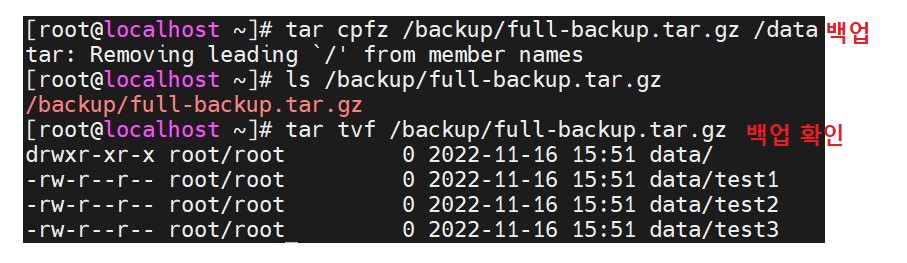 [root@localhost ~]# tar cpfz /backup/full-backup.tar.gz /data 백업
tar: Removing leading `/' from member names
[root@localhost ~]# ls /backup/full-backup.tar.gz
/backup/full-backup.tar.gz
[root@localhost ~]# tar tvf /backup/full-backup.tar.gz 백업 확인
drwxr-xr-x root/root         0 2022-11-16 15:51 data/
-rw-r--r-- root/root         0 2022-11-16 15:51 data/test1
-rw-r--r-- root/root         0 2022-11-16 15:51 data/test2
-rw-r--r-- root/root         0 2022-11-16 15:51 data/test3